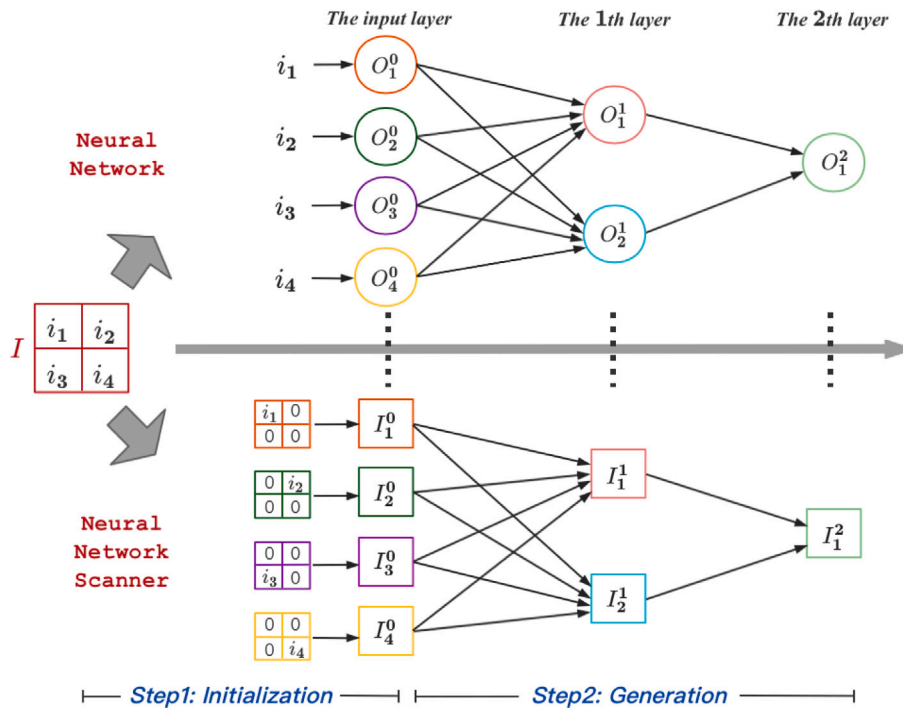 The input layer The 1th layer The 2th layer
i₁ O₁⁰
O₁¹
Neural
Network
i₂ O₂⁰
O₁²
i₃ O₃⁰
O₂¹
i₄ O₄⁰
I
i₁ i₂
i₃ i₄
i₁ 0
0 0
I₁⁰
I₁¹
0 i₂
0 0
I₂⁰
I₁²
Neural
Network
Scanner
0 0
i₃ 0
I₃⁰
I₂¹
0 0
0 i₄
I₄⁰
Step1: Initialization Step2: Generation